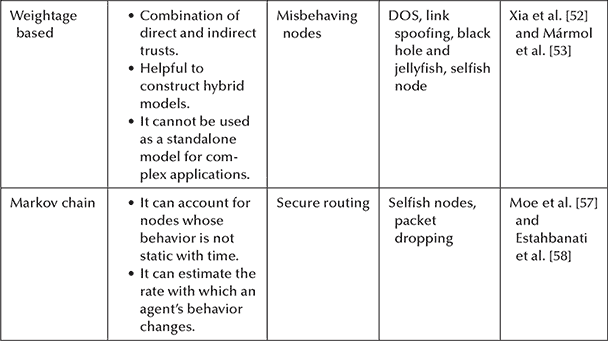 Weightage
based
• Combination of
direct and indirect
trusts.
• Helpful to
construct hybrid
models.
• It cannot be used
as a standalone
model for com-
plex applications.
Misbehaving
nodes
DOS, link
spoofing, black
hole and
jellyfish, selfish
node
Xia et al. [52]
and Mármol
et al. [53]
Markov chain
• It can account for
nodes whose
behavior is not
static with time.
• It can estimate the
rate with which an
agent's behavior
changes.
Secure routing
Selfish nodes,
packet
dropping
Moe et al. [57]
and
Estahbanati
et al. [58]